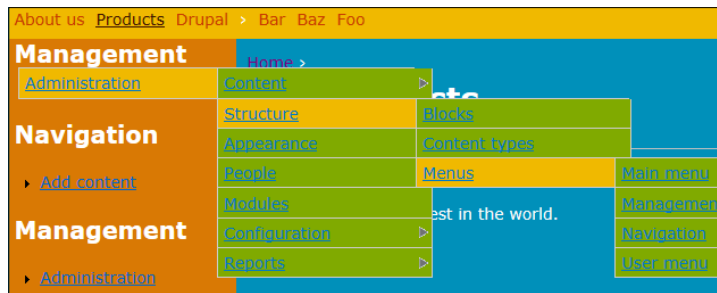 About us Products Drupal > Bar Baz Foo
Management
Home >
Administration
Content
Structure
Blocks
Navigation
Appearance
Content types
Add content
People
Menus
Main menu
Modules
est in the world.
Management
Management
Configuration
Navigation
Administration
Reports
User menu